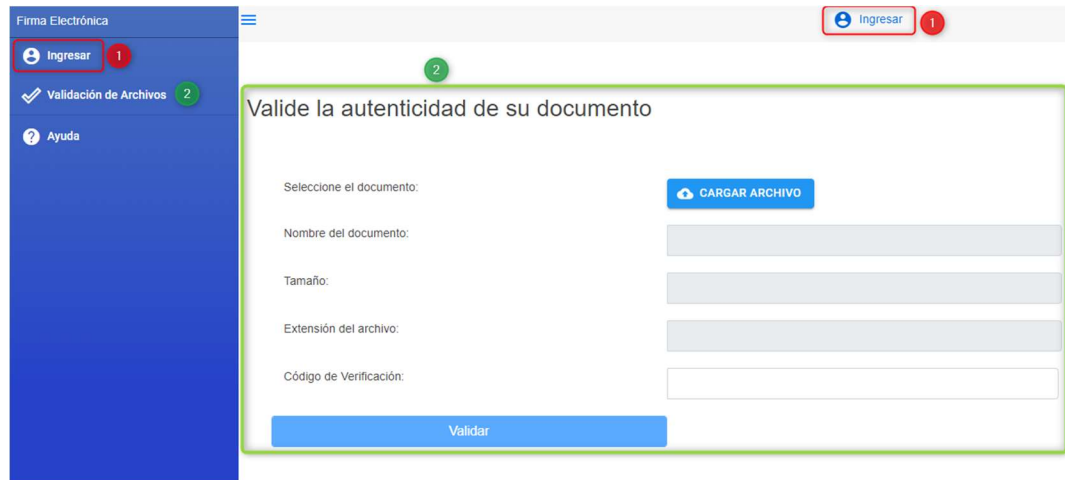 Firma Electrónica
Ingresar 1
Validación de Archivos 2
Ayuda
Ingresar 1
2
Valide la autenticidad de su documento
Seleccione el documento:
CARGAR ARCHIVO
Nombre del documento:
Tamaño:
Extensión del archivo:
Código de Verificación:
Validar